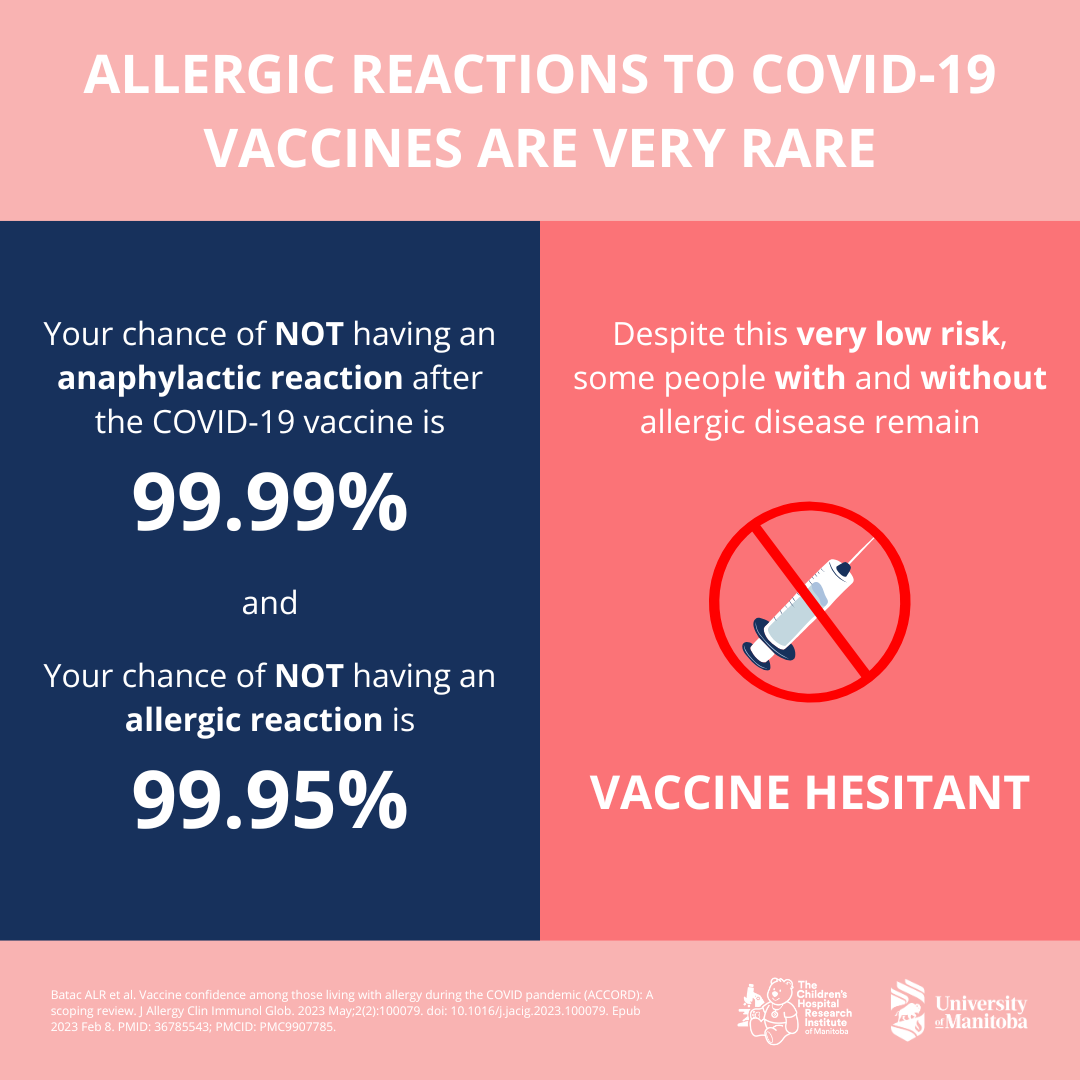 ALLERGIC REACTIONS TO COVID-19
VACCINES ARE VERY RARE
Your chance of NOT having an
anaphylactic reaction after
the COVID-19 vaccine is
99.99%
and
Your chance of NOT having an
allergic reaction is
99.95%
Despite this very low risk,
some people with and without
allergic disease remain
VACCINE HESITANT
Batac ALR et al. Vaccine confidence among those living with allergy during the COVID pandemic (ACCORD): A
scoping review. J Allergy Clin Immunol Glob. 2023 May;2(2):100079. doi: 10.1016/j.jacig.2023.100079. Epub
2023 Feb 8. PMID: 36785543; PMCID: PMC9907785.
The
Children's
Hospital
Research
Institute
of Manitoba
University
of Manitoba